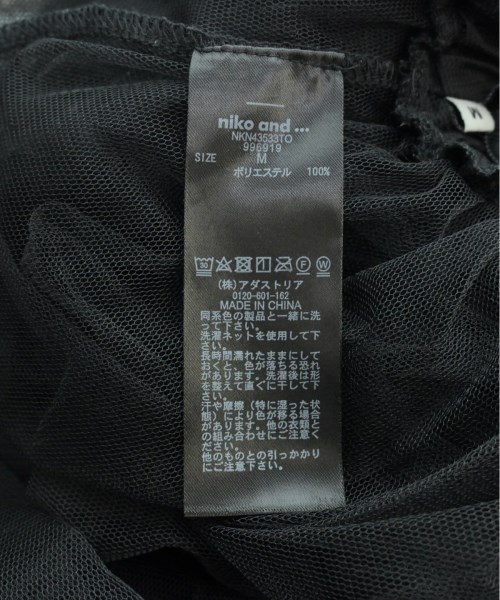 niko and ...
NKN43533TO
996919
SIZE M
ポリエステル 100%
30 F W
(株)アダストリア
0120-601-162
MADE IN CHINA
同系色の製品と一緒に洗
って下さい。
洗濯ネットを使用して下
さい。
長時間濡れたままにして
おくと、色が落ちる恐れ
があります。洗濯後は形
を整えて直ぐに干して下
さい。
汗や摩擦(特に湿った状
態)により色が移る場合
があります。他の衣類と
の組み合わせにご注意下
さい。
他のものとの引っかかり
にご注意下さい。
M